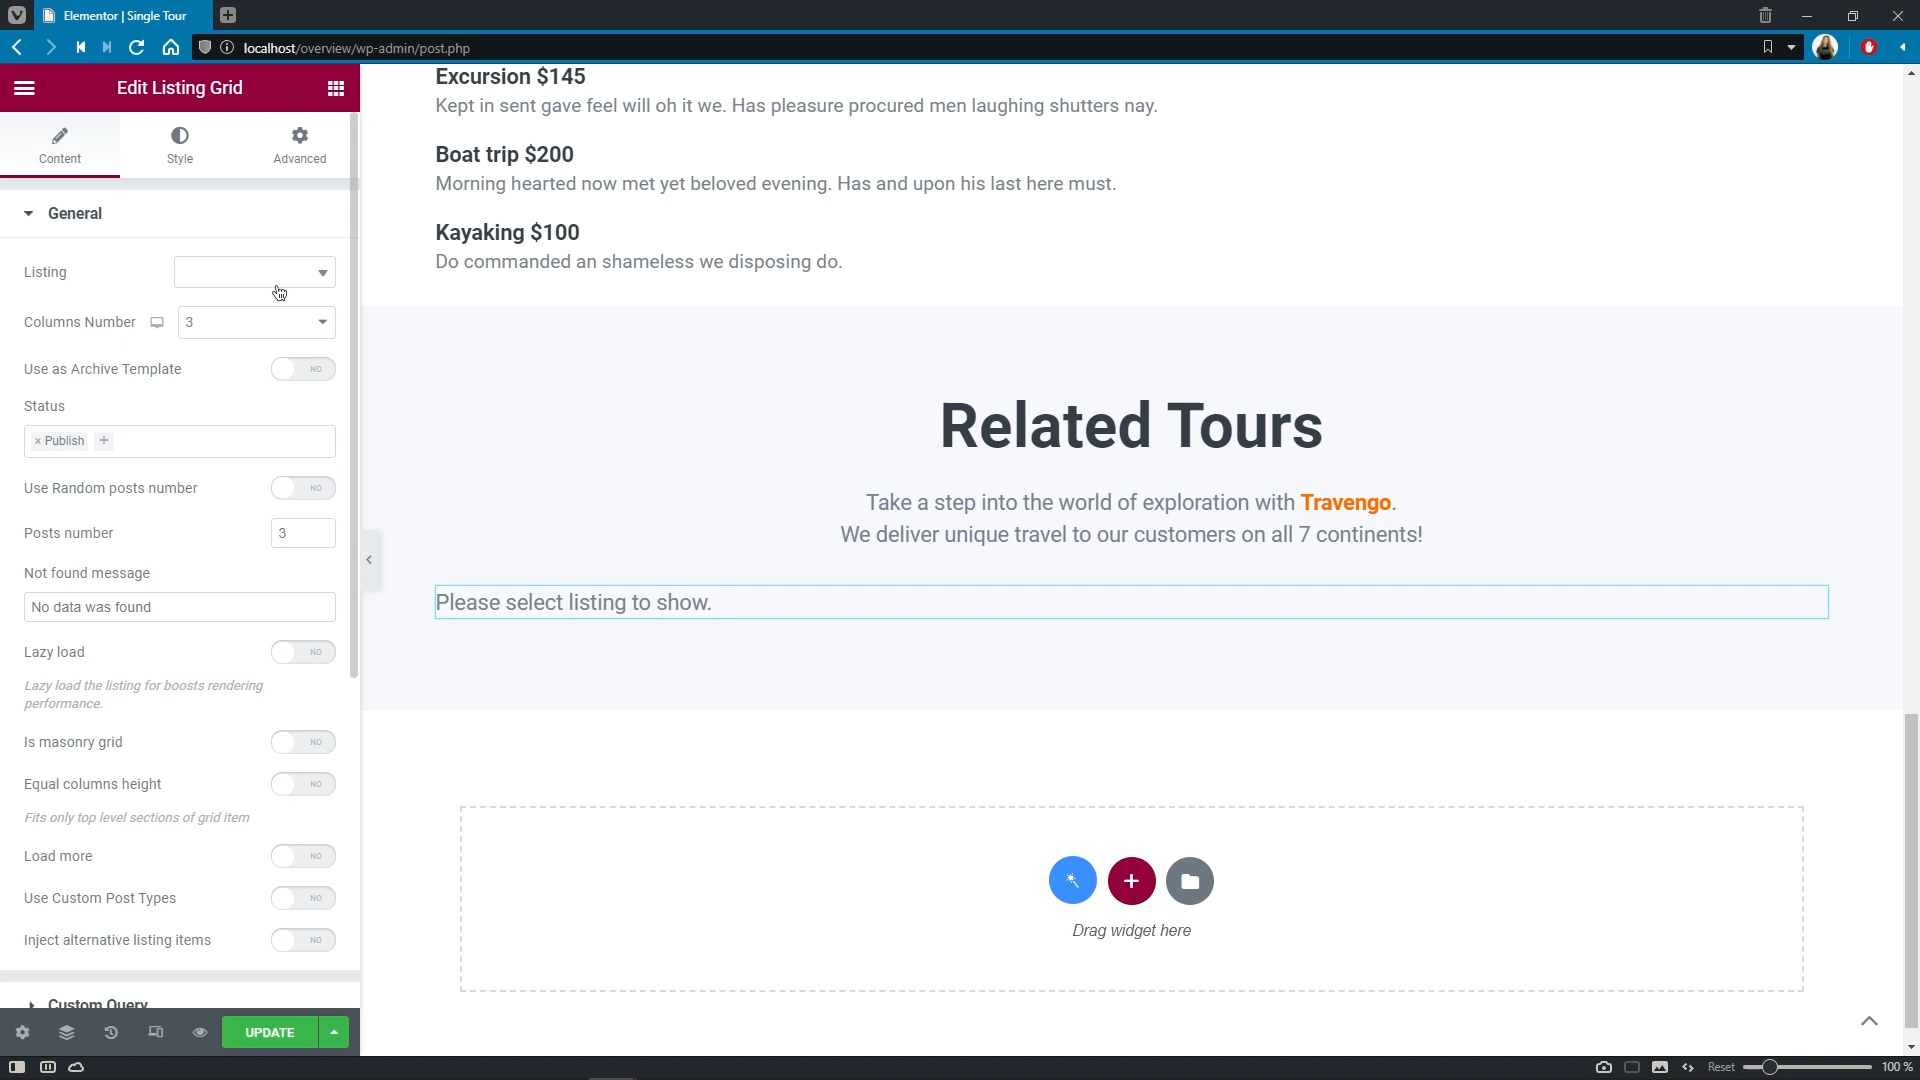 Elementor | Single Tour
localhost/overview/wp-admin/post.php
Edit Listing Grid
Content
Style
Advanced
General
Listing
Columns Number
3
Use as Archive Template
NO
Status
× Publish +
Use Random posts number
NO
Posts number
3
Not found message
No data was found
Lazy load
NO
Lazy load the listing for boosts rendering
performance.
Is masonry grid
NO
Equal columns height
NO
Fits only top level sections of grid item
Load more
NO
Use Custom Post Types
NO
Inject alternative listing items
NO
Custom Query
UPDATE
Excursion $145
Kept in sent gave feel will oh it we. Has pleasure procured men laughing shutters nay.
Boat trip $200
Morning hearted now met yet beloved evening. Has and upon his last here must.
Kayaking $100
Do commanded an shameless we disposing do.
Related Tours
Take a step into the world of exploration with Travengo.
We deliver unique travel to our customers on all 7 continents!
Please select listing to show.
Drag widget here
Reset
100 %